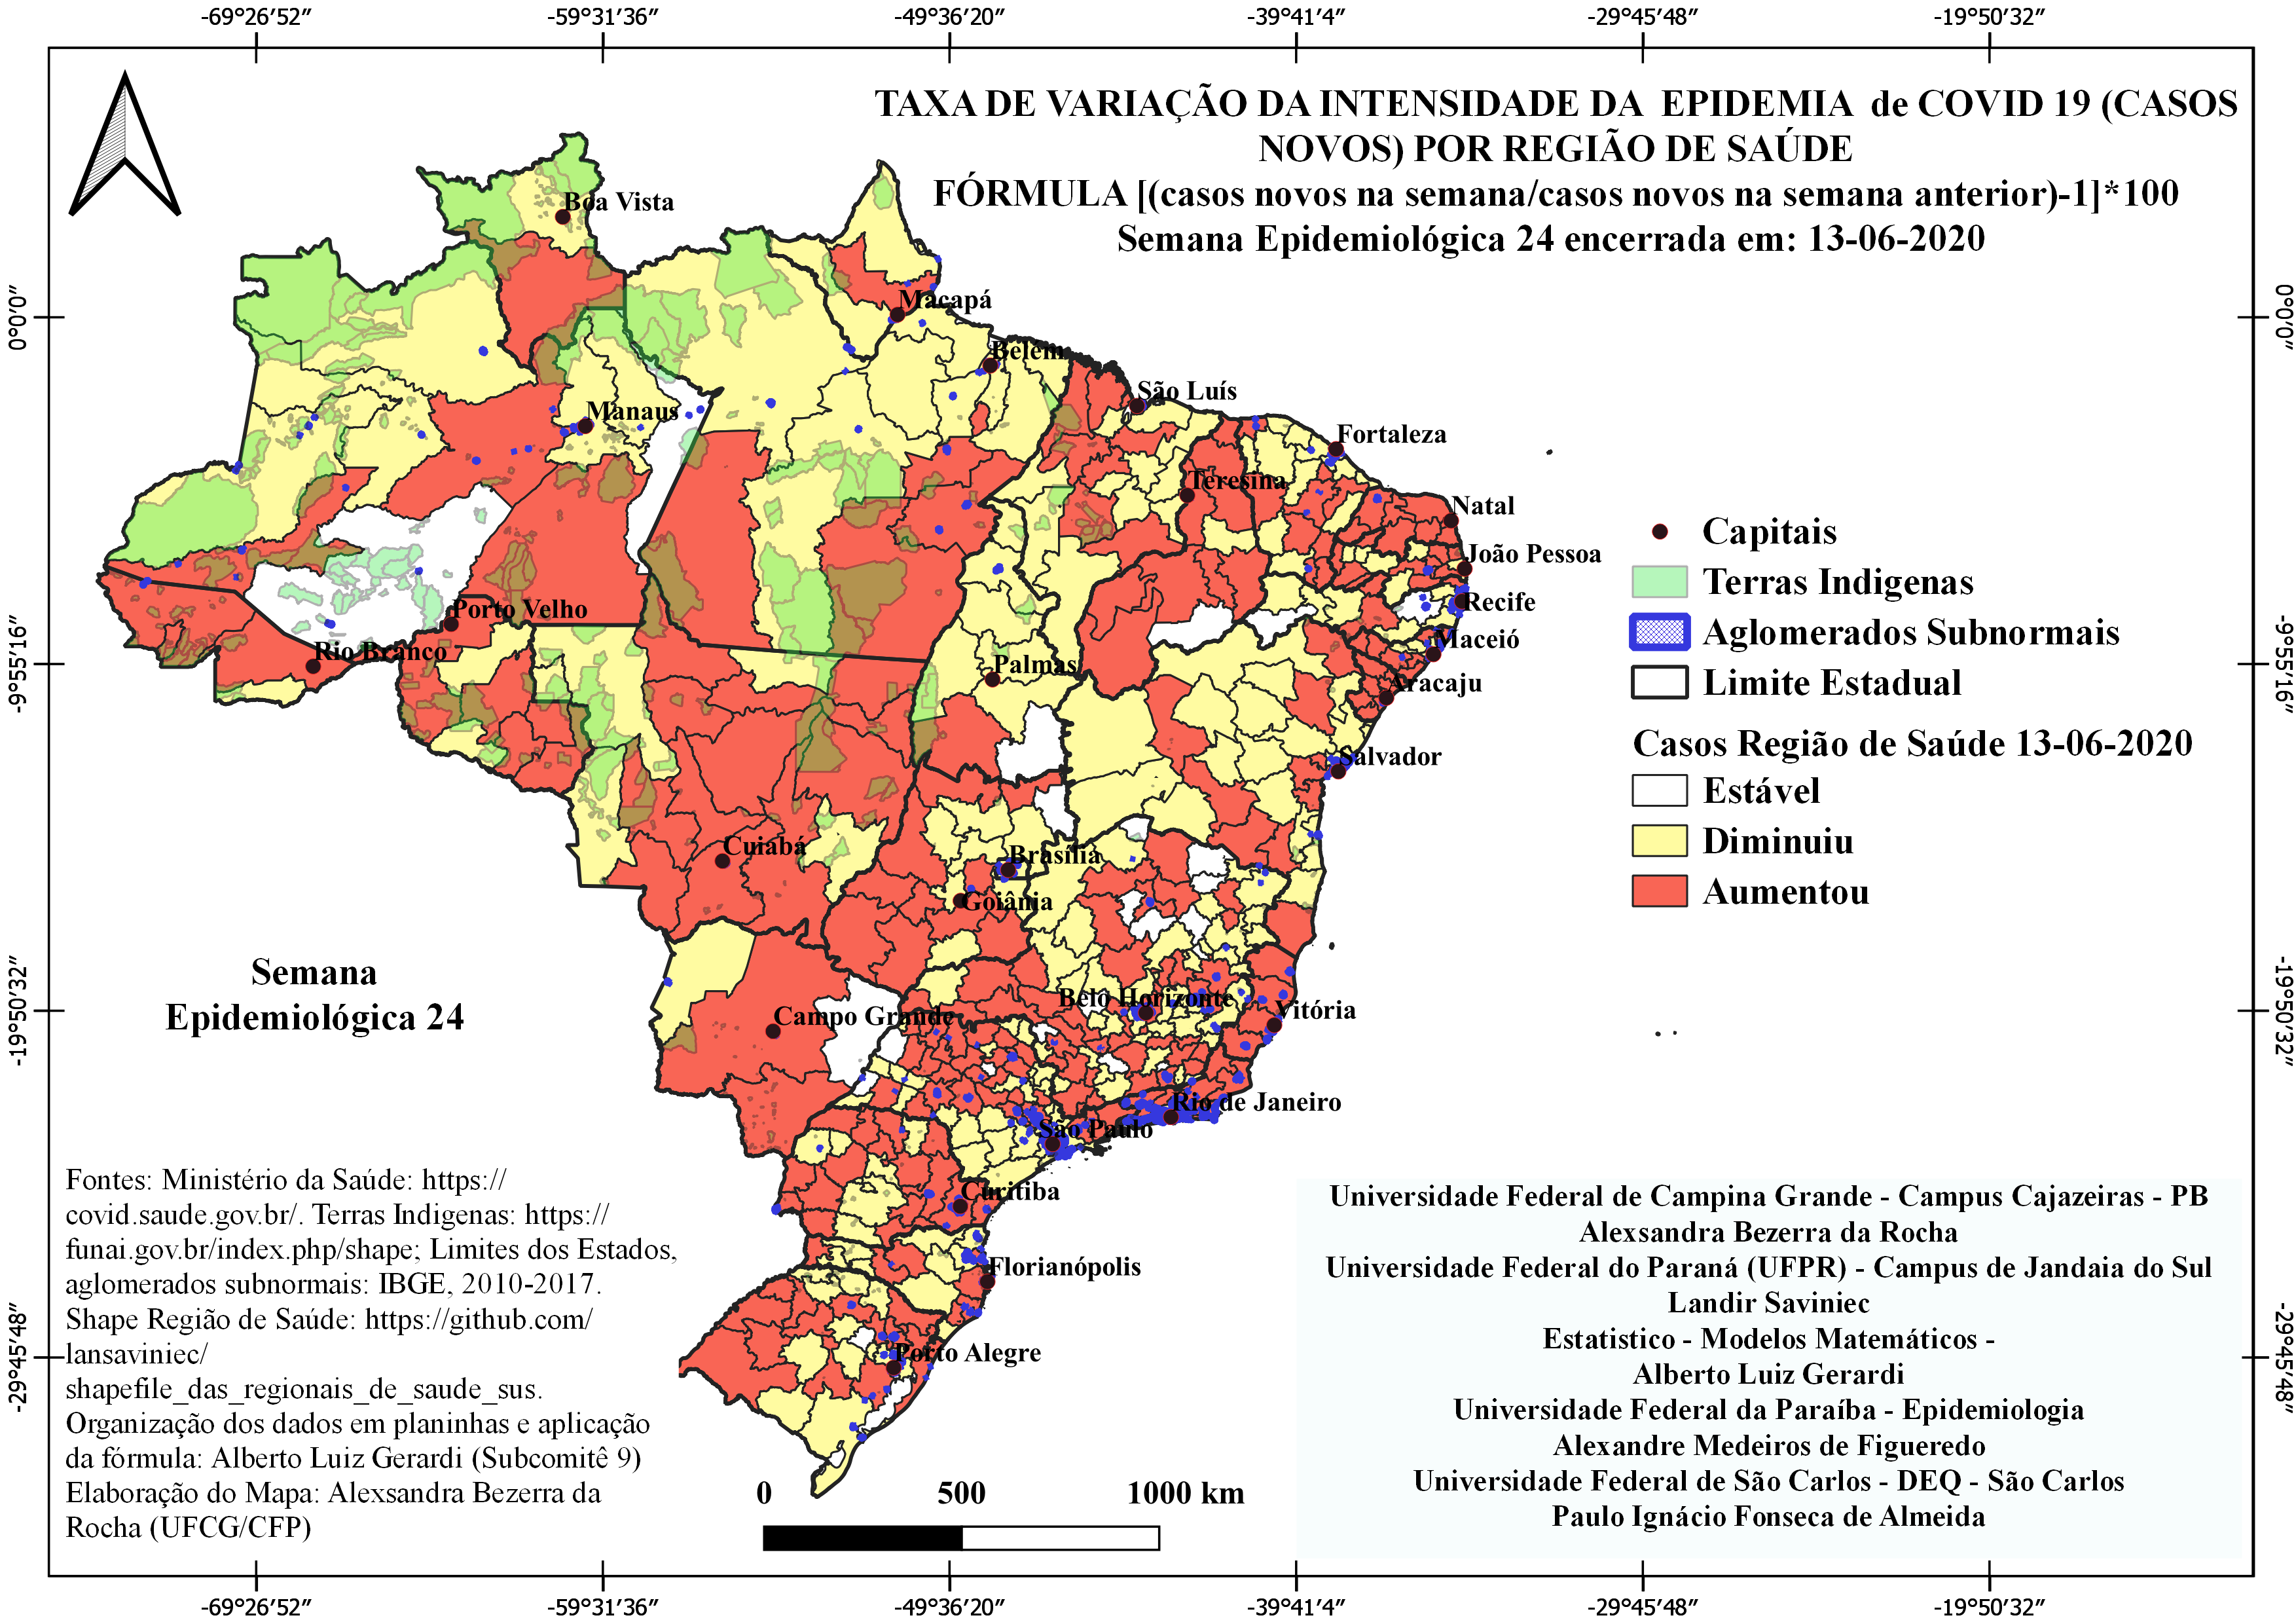 -69°26′52″ -59°31′36″ -49°36′20″ -39°41′4″ -29°45′48″ -19°50′32″
TAXA DE VARIAÇÃO DA INTENSIDADE DA EPIDEMIA de COVID 19 (CASOS
NOVOS) POR REGIÃO DE SAÚDE
FÓRMULA [(casos novos na semana/casos novos na semana anterior)-1]*100
Semana Epidemiológica 24 encerrada em: 13-06-2020
0°0′0″
-9°55′16″
-19°50′32″
-29°45′48″
0°0′0″
-9°55′16″
-19°50′32″
-29°45′48″
Boa Vista
Macapá
Belém
São Luís
Manaus
Fortaleza
Teresina
Natal
João Pessoa
Porto Velho
Recife
Maceió
Rio Branco
Palmas
Aracaju
Salvador
Cuiabá
Brasília
Goiânia
Belo Horizonte
Vitória
Campo Grande
Rio de Janeiro
São Paulo
Curitiba
Florianópolis
Porto Alegre
Capitais
Terras Indigenas
Aglomerados Subnormais
Limite Estadual
Casos Região de Saúde 13-06-2020
Estável
Diminuiu
Aumentou
Semana
Epidemiológica 24
Fontes: Ministério da Saúde: https://
covid.saude.gov.br/. Terras Indigenas: https://
funai.gov.br/index.php/shape; Limites dos Estados,
aglomerados subnormais: IBGE, 2010-2017.
Shape Região de Saúde: https://github.com/
lansaviniec/
shapefile_das_regionais_de_saude_sus.
Organização dos dados em planinhas e aplicação
da fórmula: Alberto Luiz Gerardi (Subcomitê 9)
Elaboração do Mapa: Alexsandra Bezerra da
Rocha (UFCG/CFP)
0 500 1000 km
Universidade Federal de Campina Grande - Campus Cajazeiras - PB
Alexsandra Bezerra da Rocha
Universidade Federal do Paraná (UFPR) - Campus de Jandaia do Sul
Landir Saviniec
Estatistico - Modelos Matemáticos -
Alberto Luiz Gerardi
Universidade Federal da Paraíba - Epidemiologia
Alexandre Medeiros de Figueredo
Universidade Federal de São Carlos - DEQ - São Carlos
Paulo Ignácio Fonseca de Almeida
-69°26′52″ -59°31′36″ -49°36′20″ -39°41′4″ -29°45′48″ -19°50′32″